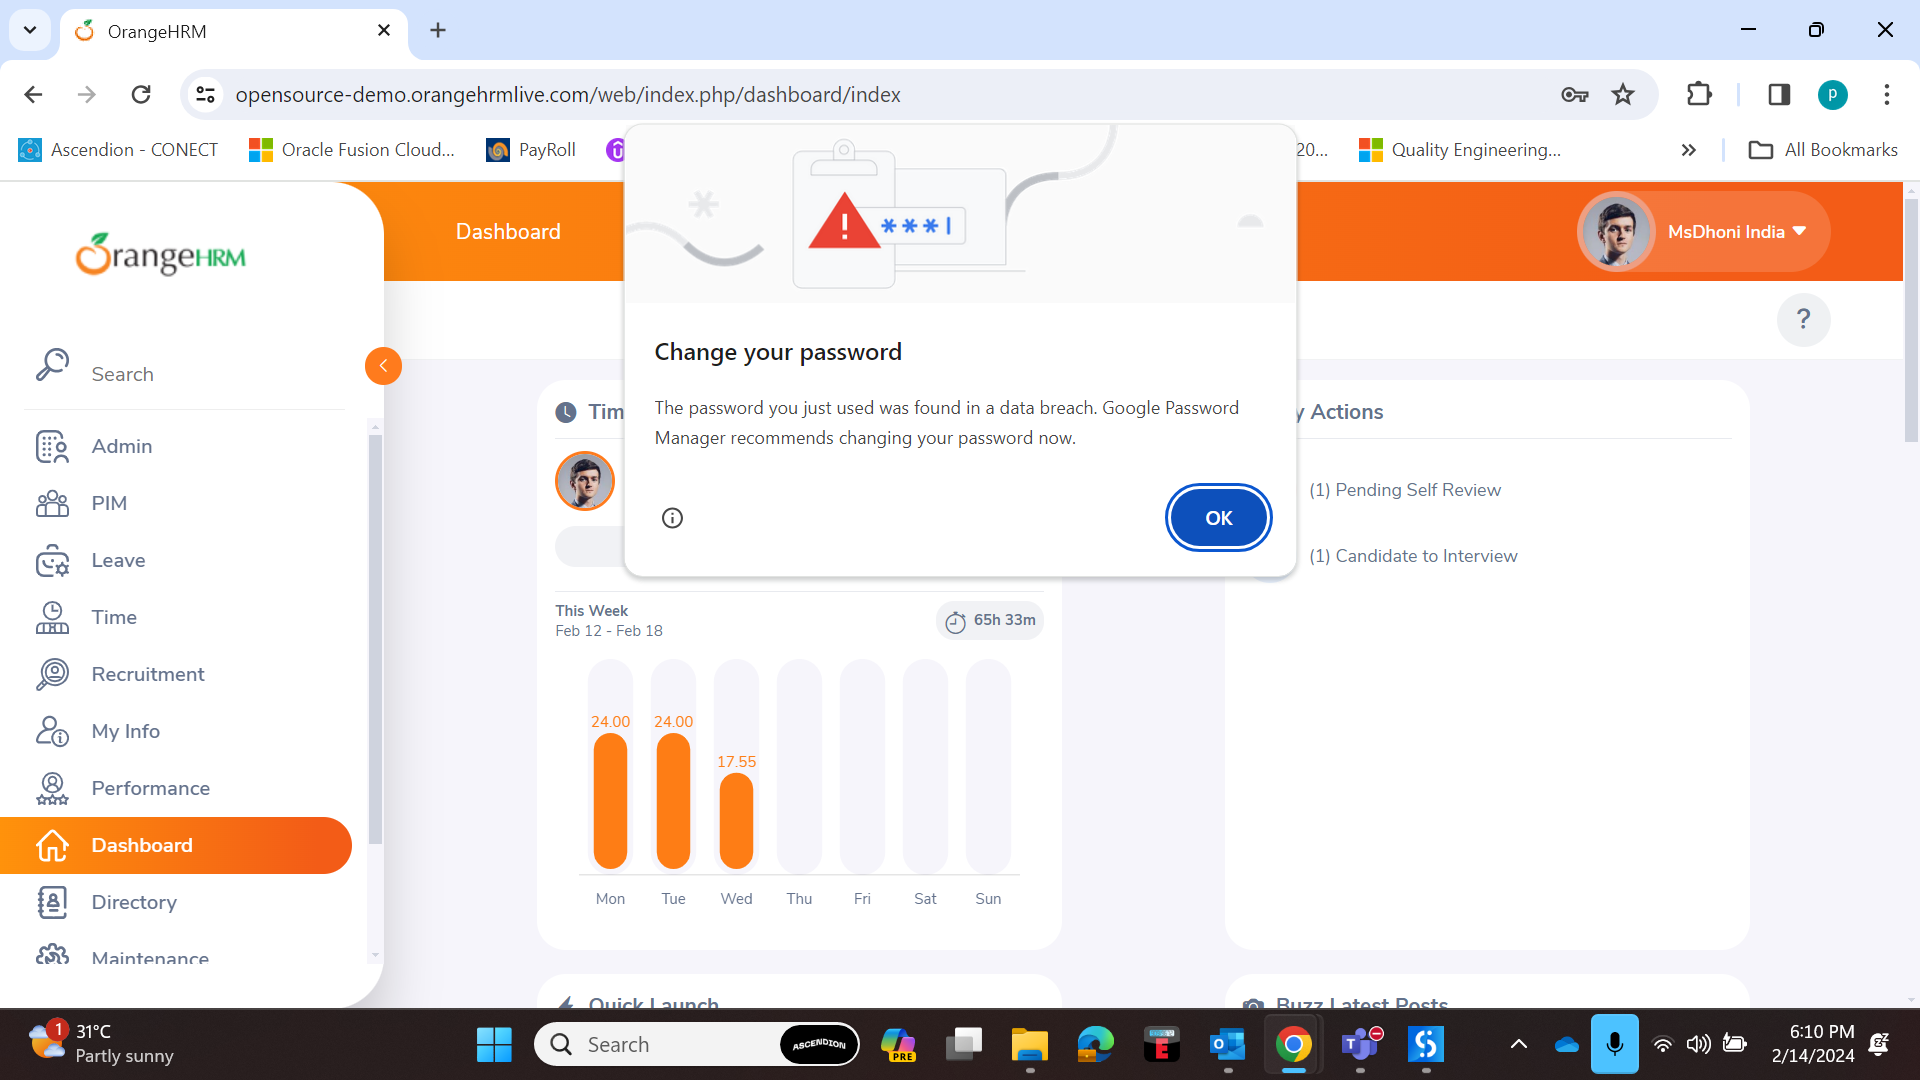 OrangeHRM
opensource-demo.orangehrmlive.com/web/index.php/dashboard/index
p
Ascendion - CONECT
Oracle Fusion Cloud...
PayRoll
20...
Quality Engineering...
All Bookmarks
OrangeHRM
Dashboard
MsDhoni India
?
Search
Admin
PIM
Leave
Time
Recruitment
My Info
Performance
Dashboard
Directory
Maintenance
Change your password
The password you just used was found in a data breach. Google Password
Manager recommends changing your password now.
OK
Tim
y Actions
(1) Pending Self Review
(1) Candidate to Interview
This Week
Feb 12 - Feb 18
65h 33m
24.00 24.00 17.55
Mon Tue Wed Thu Fri Sat Sun
Quick Launch
Buzz Latest Posts
1
31°C
Partly sunny
Search
ASCENDION
PRE
6:10 PM
2/14/2024